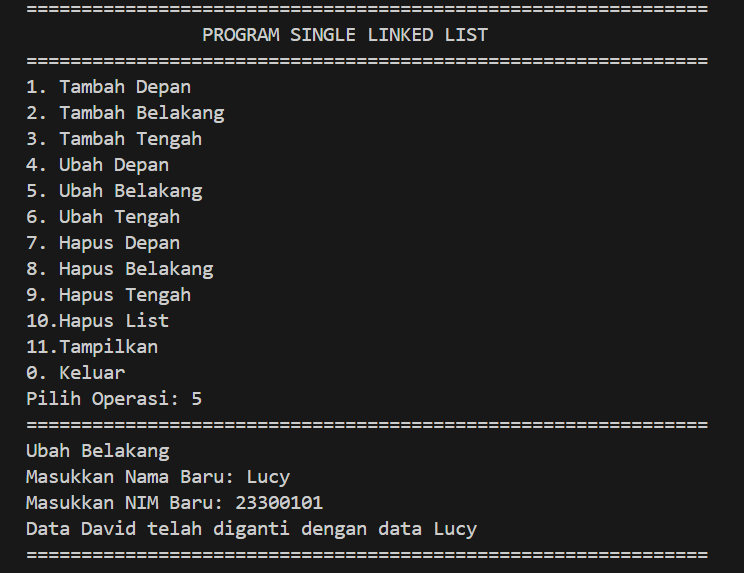 ==============================================================
PROGRAM SINGLE LINKED LIST
==============================================================
1. Tambah Depan
2. Tambah Belakang
3. Tambah Tengah
4. Ubah Depan
5. Ubah Belakang
6. Ubah Tengah
7. Hapus Depan
8. Hapus Belakang
9. Hapus Tengah
10.Hapus List
11.Tampilkan
0. Keluar
Pilih Operasi: 5
==============================================================
Ubah Belakang
Masukkan Nama Baru: Lucy
Masukkan NIM Baru: 23300101
Data David telah diganti dengan data Lucy
==============================================================